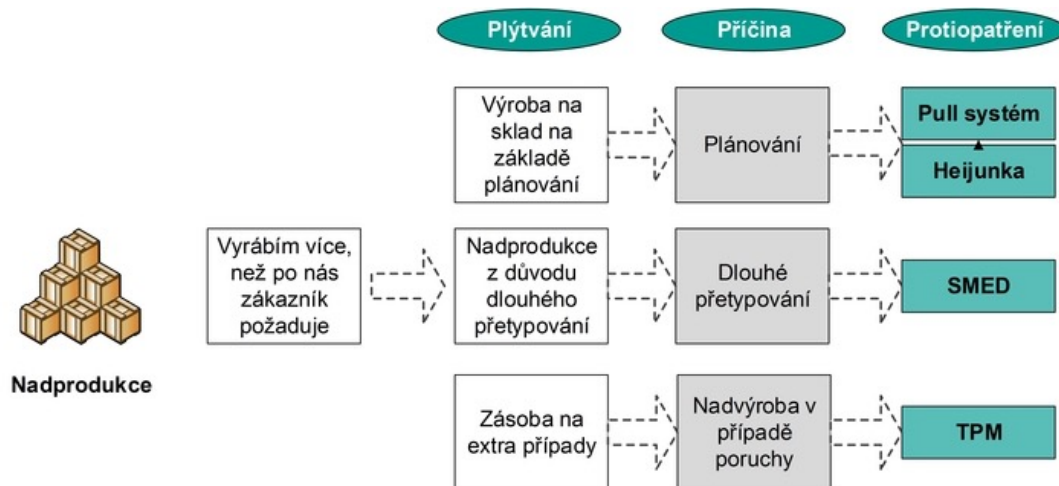 Plýtvání
Příčina
Protiopatření
Výroba na
sklad na
základě
plánování
Plánování
Pull systém
Heijunka
Vyrábím více,
než po nás
zákazník
požaduje
Nadprodukce
z důvodu
dlouhého
přetypování
Dlouhé
přetypování
SMED
Nadprodukce
Zásoba na
extra případy
Nadvýroba v
případě
poruchy
TPM